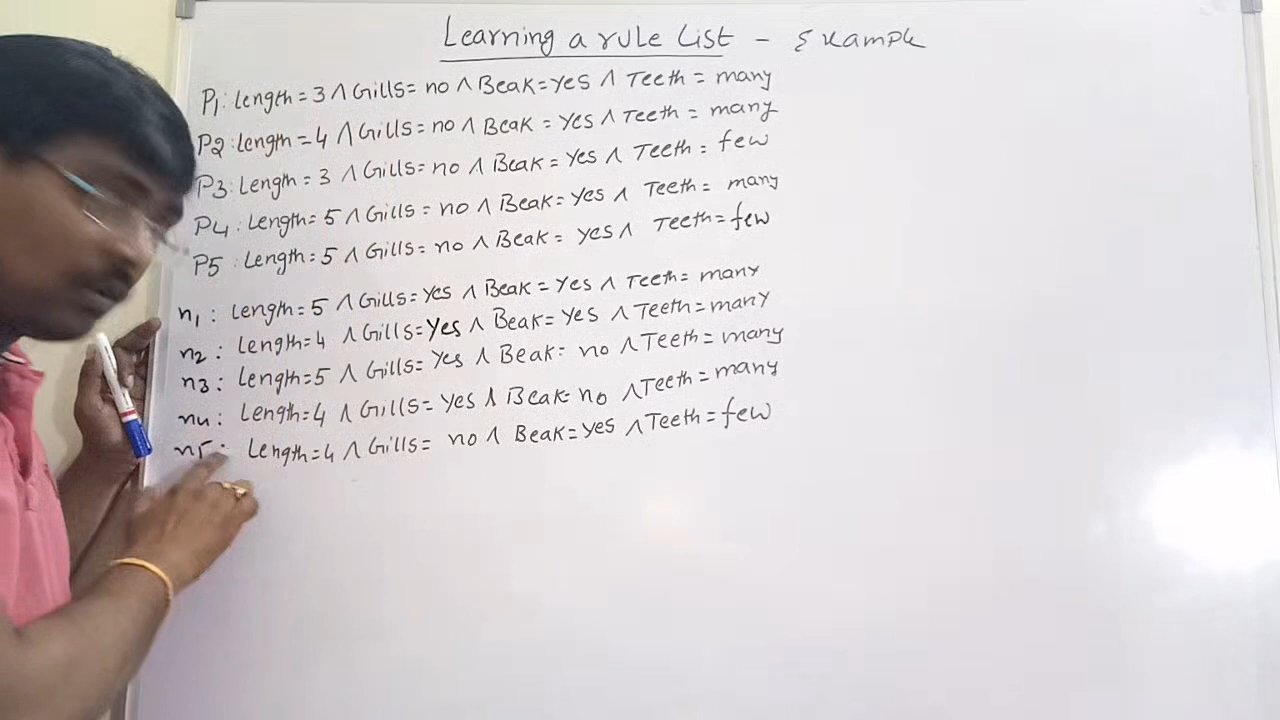 Learning a rule List - Example
P1: Length = 3 ∧ Gills = no ∧ Beak = yes ∧ Teeth = many
P2: Length = 4 ∧ Gills = no ∧ Beak = yes ∧ Teeth = many
P3: Length = 3 ∧ Gills = no ∧ Beak = yes ∧ Teeth = few
P4: Length = 5 ∧ Gills = no ∧ Beak = yes ∧ Teeth = many
P5: Length = 5 ∧ Gills = no ∧ Beak = yes ∧ Teeth = few
n1: Length = 5 ∧ Gills = yes ∧ Beak = yes ∧ Teeth = many
n2: Length = 4 ∧ Gills = yes ∧ Beak = yes ∧ Teeth = many
n3: Length = 5 ∧ Gills = yes ∧ Beak = no ∧ Teeth = many
n4: Length = 4 ∧ Gills = yes ∧ Beak = no ∧ Teeth = many
n5: Length = 4 ∧ Gills = no ∧ Beak = yes ∧ Teeth = few